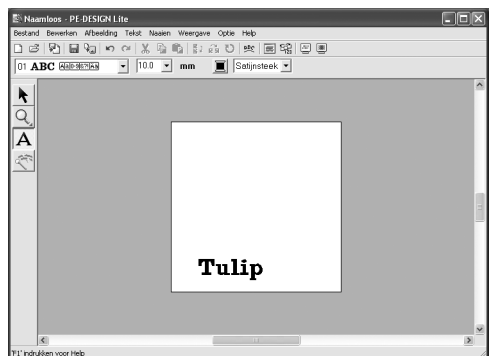 Naamloos - PE-DESIGN Lite
Bestand Bewerken Afbeelding Tekst Naaien Weergave Optie Help
01 ABC 10.0 mm Satijnsteek
A
Tulip
'F1' indrukken voor Help